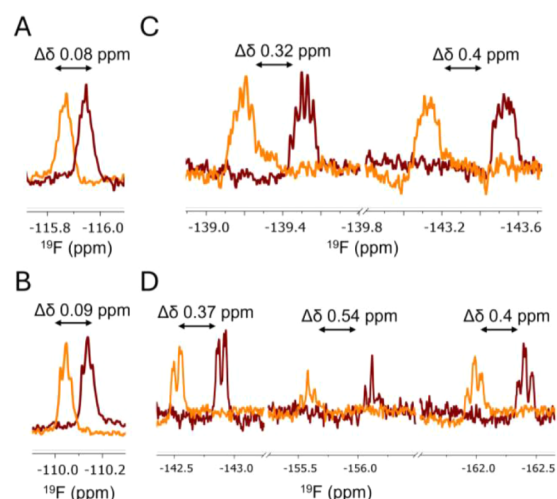 A
Δδ 0.08 ppm
-115.8 -116.0
19F (ppm)
C
Δδ 0.32 ppm
Δδ 0.4 ppm
-139.0 -139.4 -139.8 -143.2 -143.6
¹⁹F (ppm)
B
Δδ 0.09 ppm
-110.0 -110.2
¹⁹F (ppm)
D
Δδ 0.37 ppm
Δδ 0.54 ppm
Δδ 0.4 ppm
-142.5 -143.0 -155.5 -156.0 -162.0 -162.5
¹⁹F (ppm)